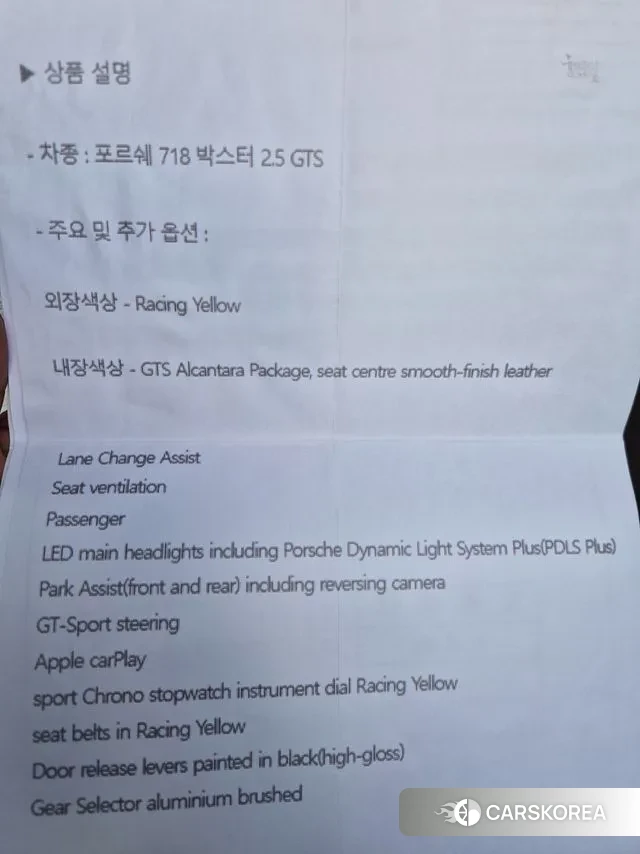 ▶ 상품 설명
- 차종 : 포르쉐 718 박스터 2.5 GTS
- 주요 및 추가 옵션 :
외장색상 - Racing Yellow
내장색상 - GTS Alcantara Package, seat centre smooth-finish leather
Lane Change Assist
Seat ventilation
Passenger
LED main headlights including Porsche Dynamic Light System Plus(PDLS Plus)
Park Assist(front and rear) including reversing camera
GT-Sport steering
Apple carPlay
sport Chrono stopwatch instrument dial Racing Yellow
seat belts in Racing Yellow
Door release levers painted in black(high-gloss)
Gear Selector aluminium brushed
CARSKOREA